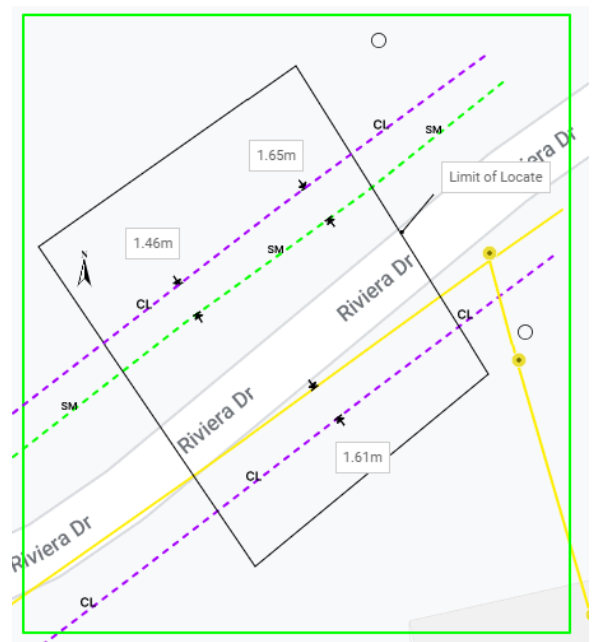 CL
SM
iera Dr
1.65m
Limit of Locate
1.46m
SM
N
Riviera Dr
CL
CL
SM
Riviera Dr
1.61m
CL
Riviera Dr
CL